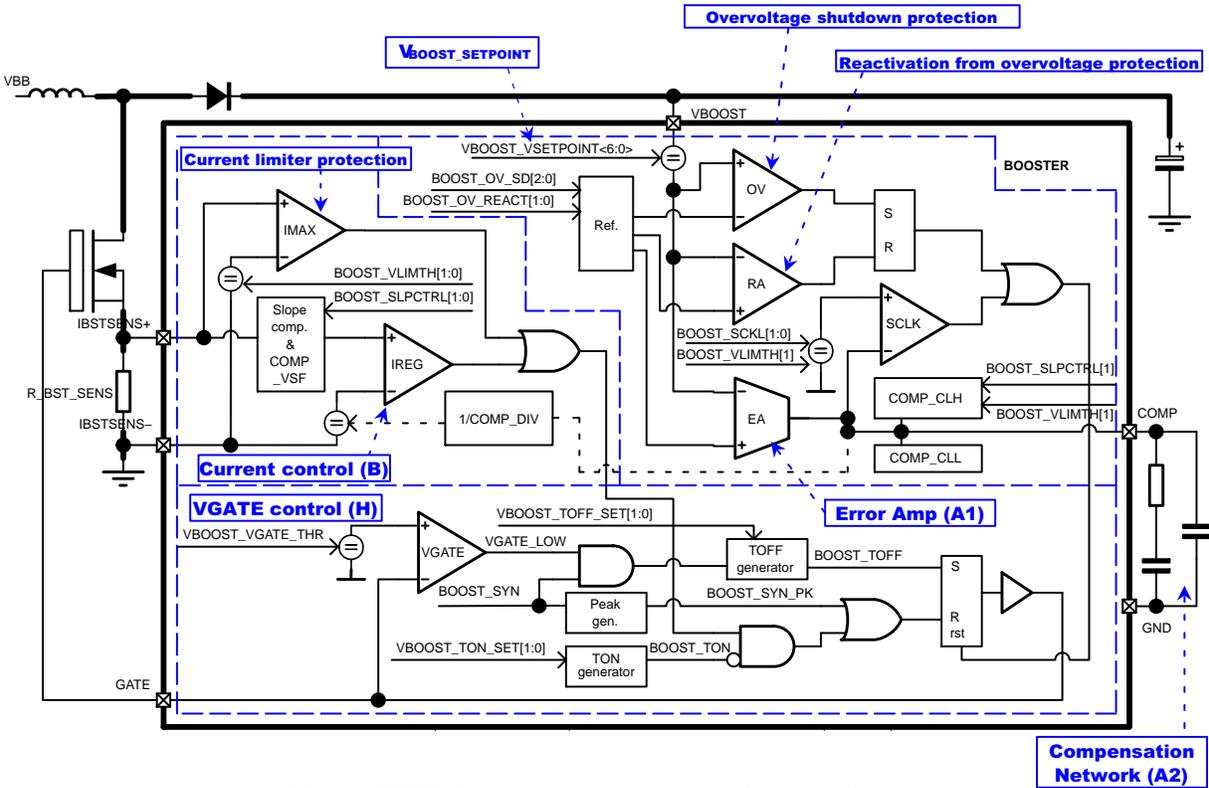 Overvoltage shutdown protection
VBOOST_SETPOINT
Reactivation from overvoltage protection
VBB
VBOOST
VBOOST_VSETPOINT<6:0>
BOOSTER
Current limiter protection
BOOST_OV_SD[2:0]
BOOST_OV_REACT[1:0]
Ref.
+
OV
−
S
R
+
IMAX
−
−
RA
+
BOOST_VLIMTH[1:0]
BOOST_SLPCTRL[1:0]
Slope
comp.
&
COMP
_VSF
IBSTSENS+
+
IREG
−
BOOST_SCKL[1:0]
BOOST_VLIMTH[1]
+
SCLK
−
BOOST_SLPCTRL[1]
COMP_CLH
BOOST_VLIMTH[1]
R_BST_SENS
IBSTSENS−
1/COMP_DIV
−
EA
+
COMP
COMP_CLL
Current control (B)
VGATE control (H)
Error Amp (A1)
VBOOST_VGATE_THR
+
VGATE
−
VGATE_LOW
VBOOST_TOFF_SET[1:0]
TOFF
generator
BOOST_TOFF
S
R
rst
BOOST_SYN
Peak
gen.
BOOST_SYN_PK
VBOOST_TON_SET[1:0]
TON
generator
BOOST_TON
GND
GATE
+
Compensation
Network (A2)